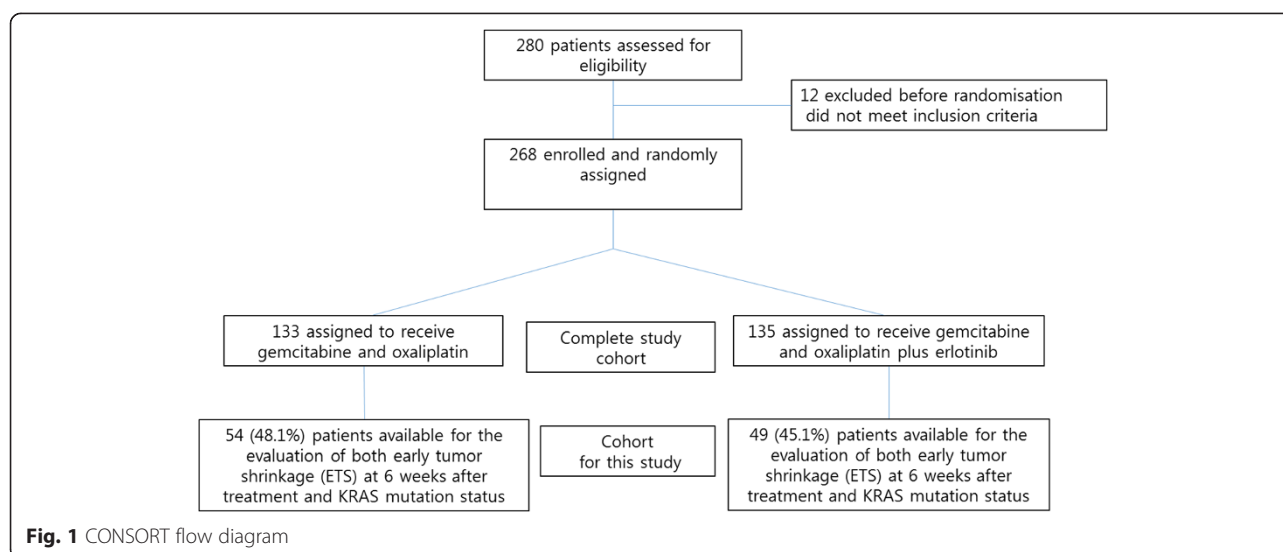 280 patients assessed for
eligibility
12 excluded before randomisation
did not meet inclusion criteria
268 enrolled and randomly
assigned
133 assigned to receive
gemcitabine and oxaliplatin
Complete study
cohort
135 assigned to receive gemcitabine
and oxaliplatin plus erlotinib
54 (48.1%) patients available for the
evaluation of both early tumor
shrinkage (ETS) at 6 weeks after
treatment and KRAS mutation status
Cohort
for this study
49 (45.1%) patients available for the
evaluation of both early tumor
shrinkage (ETS) at 6 weeks after
treatment and KRAS mutation status
Fig. 1 CONSORT flow diagram